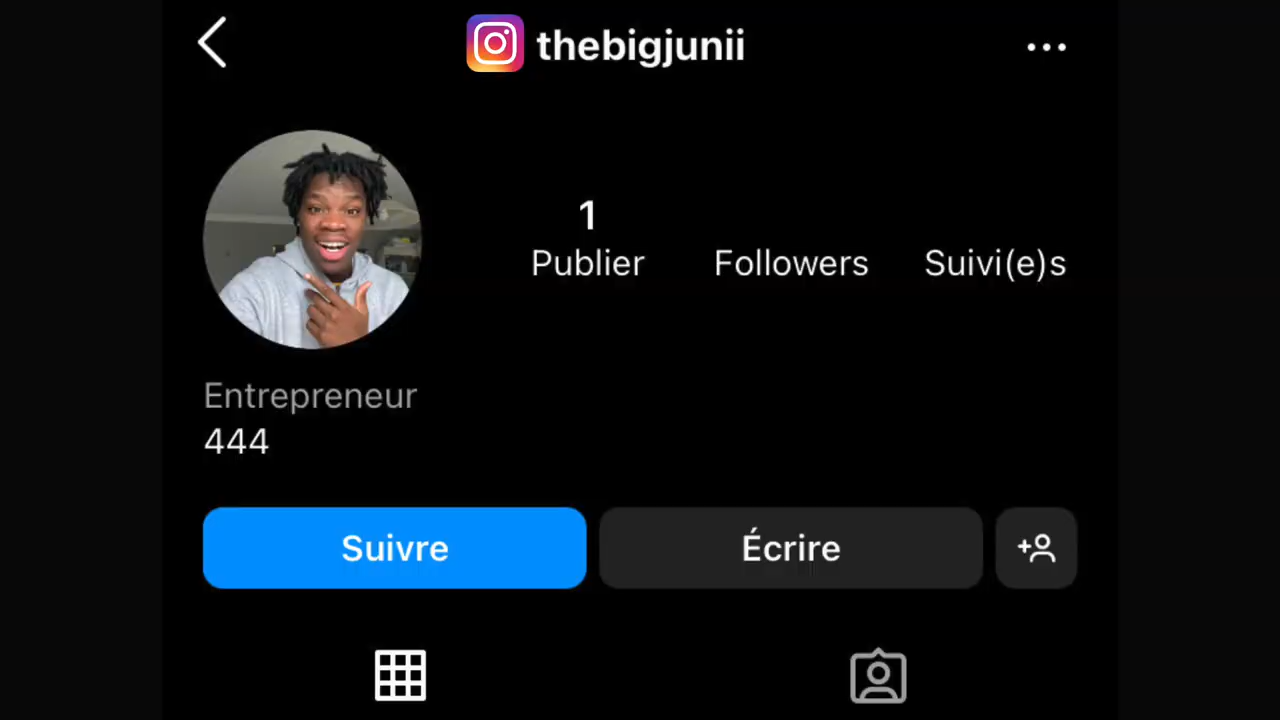 thebigjunii
1
Publier Followers Suivi(e)s
Entrepreneur
444
Suivre Écrire